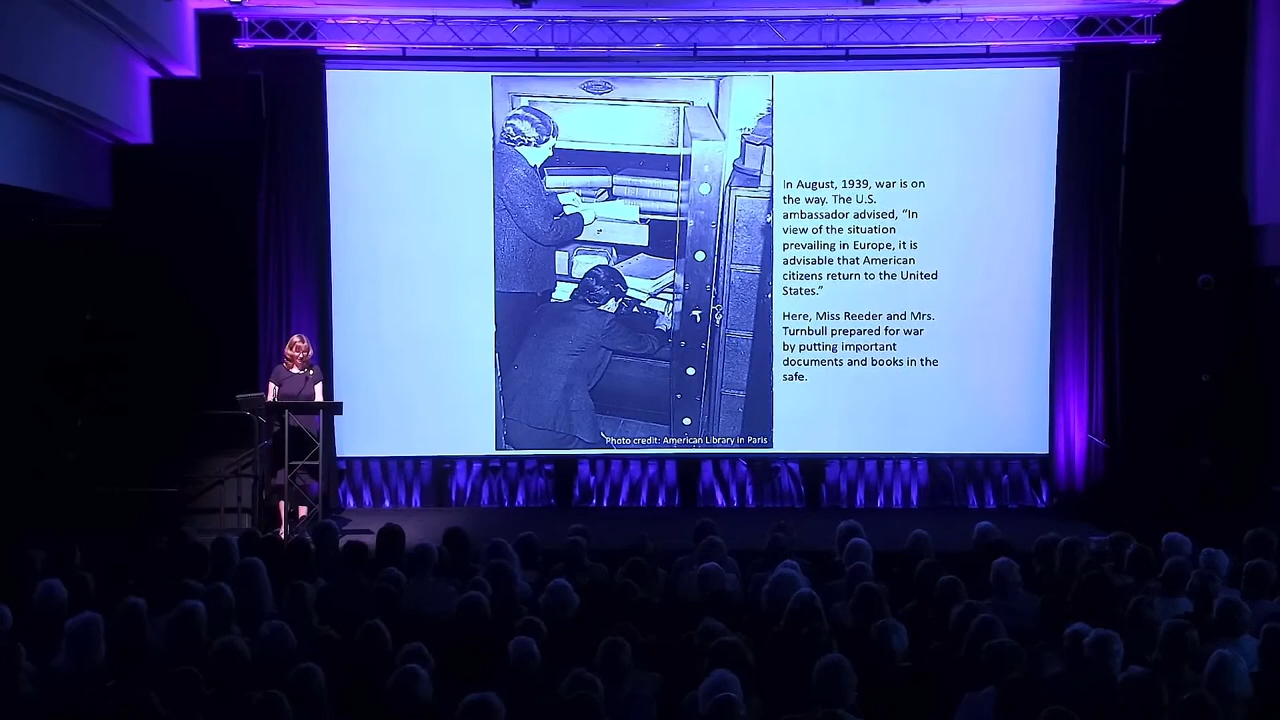 In August, 1939, war is on
the way. The U.S.
ambassador advised, “In
view of the situation
prevailing in Europe, it is
advisable that American
citizens return to the United
States.”
Here, Miss Reeder and Mrs.
Turnbull prepared for war
by putting important
documents and books in the
safe.
Photo credit: American Library in Paris